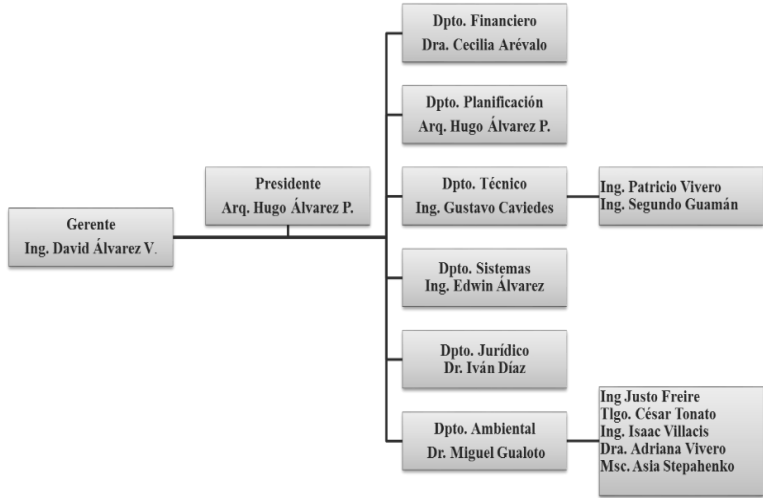 Gerente
Ing. David Álvarez V.
Presidente
Arq. Hugo Álvarez P.
Dpto. Financiero
Dra. Cecilia Arévalo
Dpto. Planificación
Arq. Hugo Álvarez P.
Dpto. Técnico
Ing. Gustavo Caviedes
Ing. Patricio Vivero
Ing. Segundo Guamán
Dpto. Sistemas
Ing. Edwin Álvarez
Dpto. Jurídico
Dr. Iván Díaz
Dpto. Ambiental
Dr. Miguel Gualoto
Ing Justo Freire
Tlgo. César Tonato
Ing. Isaac Villacis
Dra. Adriana Vivero
Msc. Asia Stepahenko